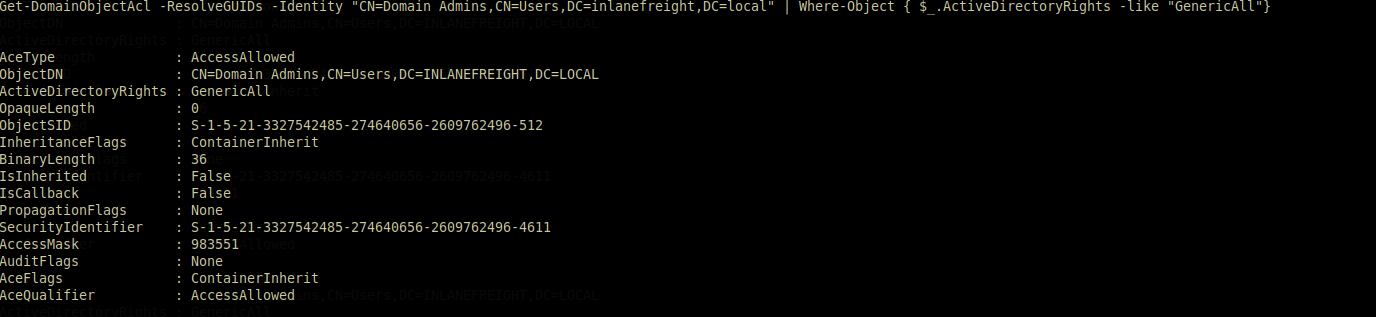 Get-DomainObjectAcl -ResolveGUIDs -Identity "CN=Domain Admins,CN=Users,DC=inlanefreight,DC=local" | Where-Object { $_.ActiveDirectoryRights -like "GenericAll"}
AceType : AccessAllowed
ObjectDN : CN=Domain Admins,CN=Users,DC=INLANEFREIGHT,DC=LOCAL
ActiveDirectoryRights : GenericAll
OpaqueLength : 0
ObjectSID : S-1-5-21-3327542485-274640656-2609762496-512
InheritanceFlags : ContainerInherit
BinaryLength : 36
IsInherited : False
IsCallback : False
PropagationFlags : None
SecurityIdentifier : S-1-5-21-3327542485-274640656-2609762496-4611
AccessMask : 983551
AuditFlags : None
AceFlags : ContainerInherit
AceQualifier : AccessAllowed